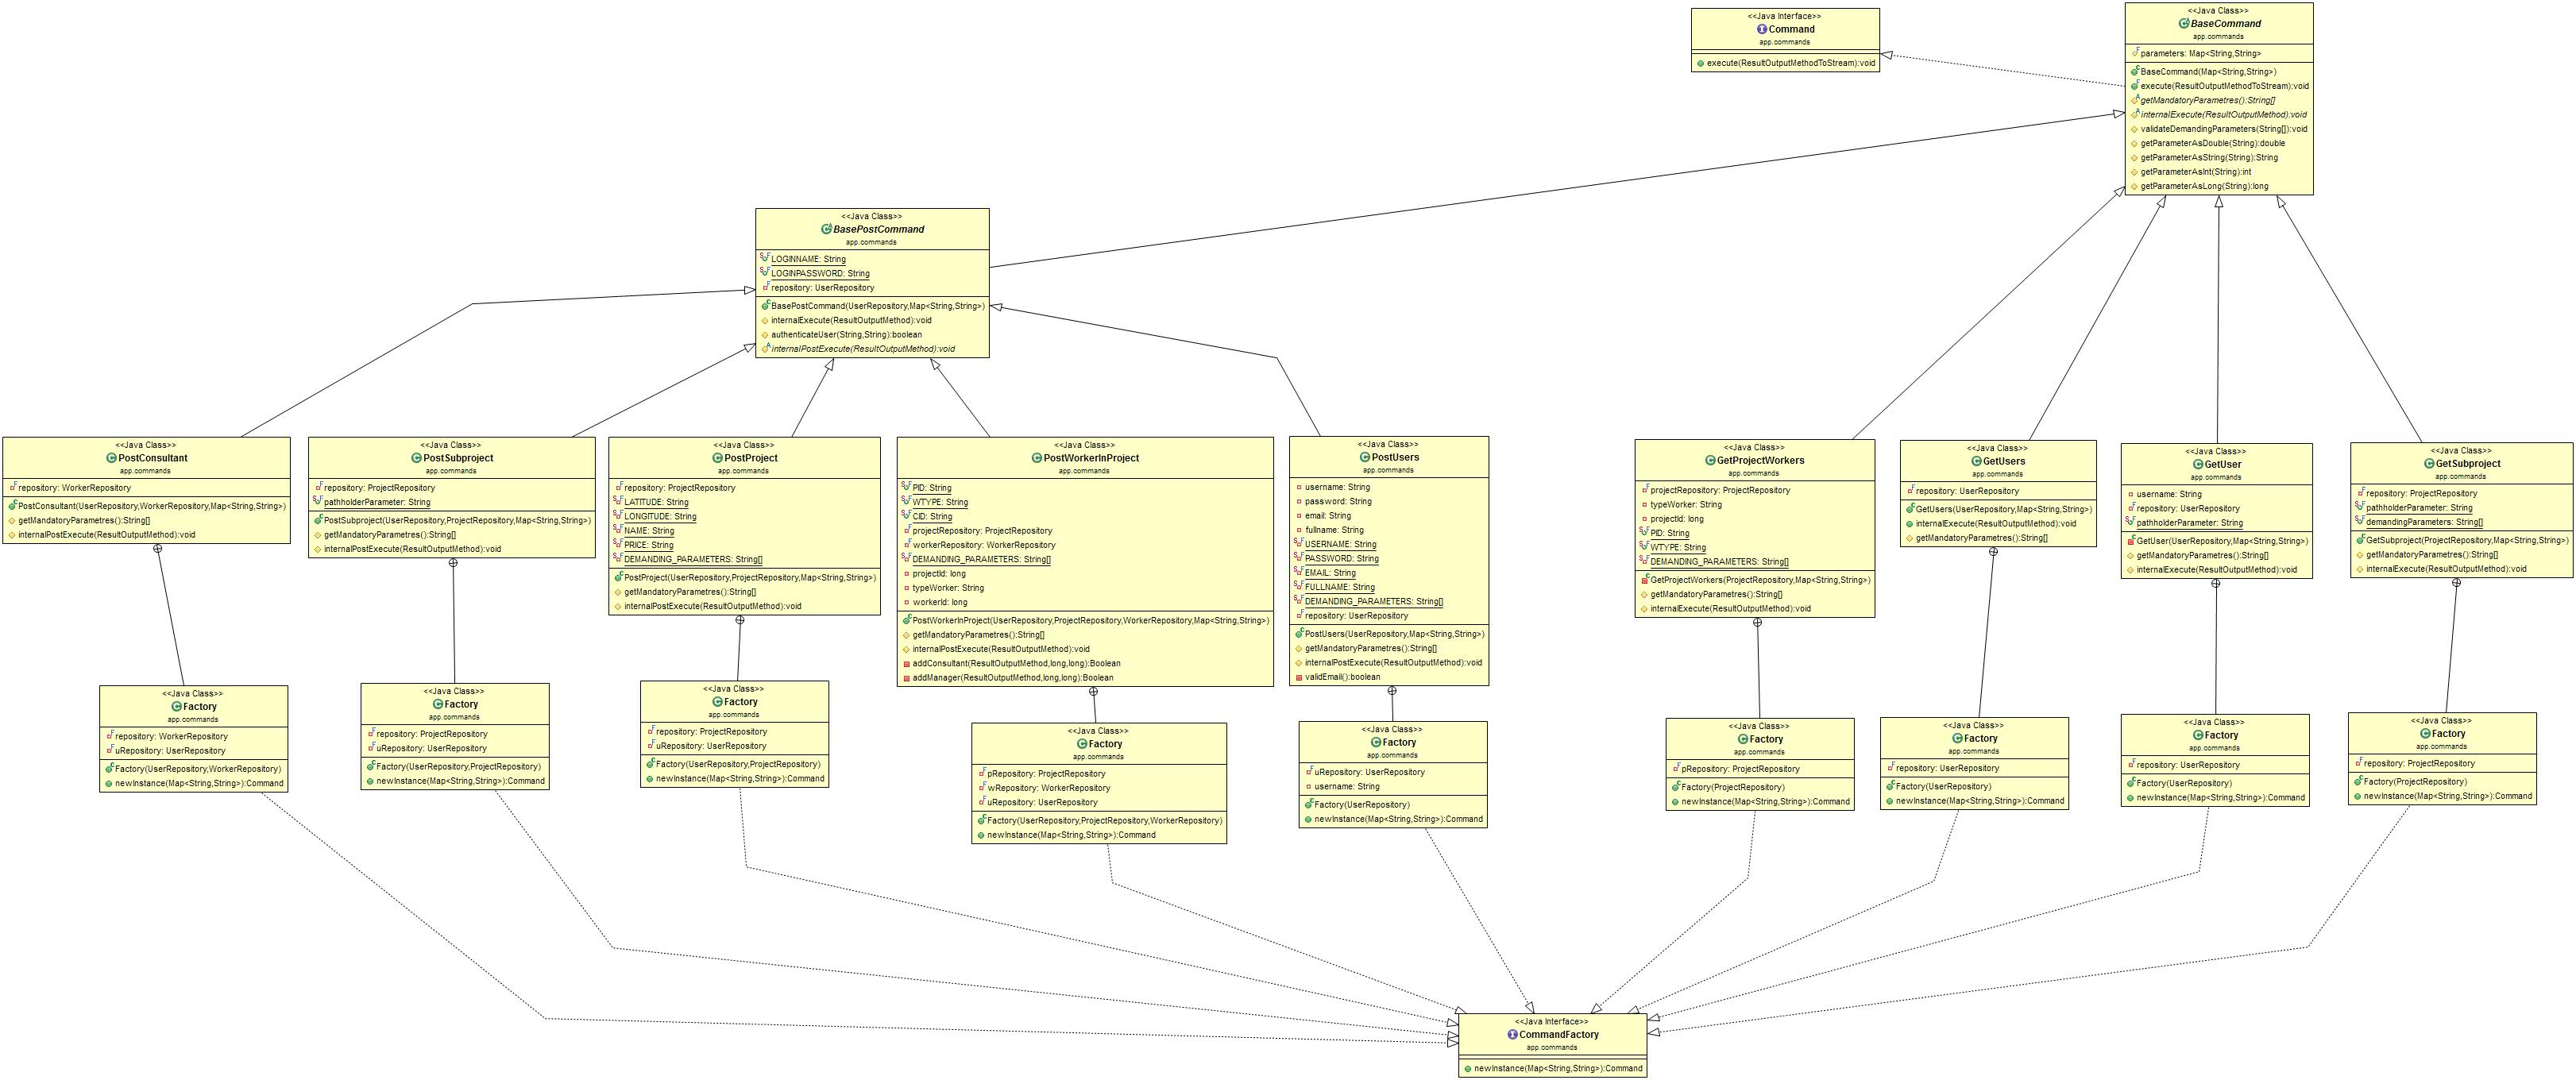 <<Java Interface>>
Command
app.commands
execute(ResultOutputMethodToStream):void
<<Java Class>>
BaseCommand
app.commands
parameters: Map<String,String>
BaseCommand(Map<String,String>)
execute(ResultOutputMethodToStream):void
getMandatoryParametres():String[]
internalExecute(ResultOutputMethod):void
validateDemandingParameters(String[]):void
getParameterAsDouble(String):double
getParameterAsString(String):String
getParameterAsInt(String):int
getParameterAsLong(String):long
<<Java Class>>
BasePostCommand
app.commands
LOGINNAME: String
LOGINPASSWORD: String
repository: UserRepository
BasePostCommand(UserRepository,Map<String,String>)
internalExecute(ResultOutputMethod):void
authenticateUser(String,String):boolean
internalPostExecute(ResultOutputMethod):void
<<Java Class>>
PostConsultant
app.commands
repository: WorkerRepository
PostConsultant(UserRepository,WorkerRepository,Map<String,String>)
getMandatoryParametres():String[]
internalPostExecute(ResultOutputMethod):void
<<Java Class>>
PostSubproject
app.commands
repository: ProjectRepository
pathholderParameter: String
PostSubproject(UserRepository,ProjectRepository,Map<String,String>)
getMandatoryParametres():String[]
internalPostExecute(ResultOutputMethod):void
<<Java Class>>
PostProject
app.commands
repository: ProjectRepository
LATITUDE: String
LONGITUDE: String
NAME: String
PRICE: String
DEMANDING_PARAMETERS: String[]
PostProject(UserRepository,ProjectRepository,Map<String,String>)
getMandatoryParametres():String[]
internalPostExecute(ResultOutputMethod):void
<<Java Class>>
PostWorkerInProject
app.commands
PID: String
WTYPE: String
CID: String
projectRepository: ProjectRepository
workerRepository: WorkerRepository
DEMANDING_PARAMETERS: String[]
projectId: long
typeWorker: String
workerId: long
PostWorkerInProject(UserRepository,ProjectRepository,WorkerRepository,Map<String,String>)
getMandatoryParametres():String[]
internalPostExecute(ResultOutputMethod):void
addConsultant(ResultOutputMethod,long,long):Boolean
addManager(ResultOutputMethod,long,long):Boolean
<<Java Class>>
PostUsers
app.commands
username: String
password: String
email: String
fullname: String
USERNAME: String
PASSWORD: String
EMAIL: String
FULLNAME: String
DEMANDING_PARAMETERS: String[]
repository: UserRepository
PostUsers(UserRepository,Map<String,String>)
getMandatoryParametres():String[]
internalPostExecute(ResultOutputMethod):void
validEmail():boolean
<<Java Class>>
GetProjectWorkers
app.commands
projectRepository: ProjectRepository
typeWorker: String
projectId: long
PID: String
WTYPE: String
DEMANDING_PARAMETERS: String[]
GetProjectWorkers(ProjectRepository,Map<String,String>)
getMandatoryParametres():String[]
internalExecute(ResultOutputMethod):void
<<Java Class>>
GetUsers
app.commands
repository: UserRepository
GetUsers(UserRepository,Map<String,String>)
internalExecute(ResultOutputMethod):void
getMandatoryParametres():String[]
<<Java Class>>
GetUser
app.commands
username: String
repository: UserRepository
pathholderParameter: String
GetUser(UserRepository,Map<String,String>)
getMandatoryParametres():String[]
internalExecute(ResultOutputMethod):void
<<Java Class>>
GetSubproject
app.commands
repository: ProjectRepository
pathholderParameter: String
demandingParameters: String[]
GetSubproject(ProjectRepository,Map<String,String>)
getMandatoryParametres():String[]
internalExecute(ResultOutputMethod):void
<<Java Class>>
Factory
app.commands
repository: WorkerRepository
uRepository: UserRepository
Factory(UserRepository,WorkerRepository)
newInstance(Map<String,String>):Command
<<Java Class>>
Factory
app.commands
repository: ProjectRepository
uRepository: UserRepository
Factory(UserRepository,ProjectRepository)
newInstance(Map<String,String>):Command
<<Java Class>>
Factory
app.commands
repository: ProjectRepository
uRepository: UserRepository
Factory(UserRepository,ProjectRepository)
newInstance(Map<String,String>):Command
<<Java Class>>
Factory
app.commands
pRepository: ProjectRepository
wRepository: WorkerRepository
uRepository: UserRepository
Factory(UserRepository,ProjectRepository,WorkerRepository)
newInstance(Map<String,String>):Command
<<Java Class>>
Factory
app.commands
uRepository: UserRepository
username: String
Factory(UserRepository)
newInstance(Map<String,String>):Command
<<Java Class>>
Factory
app.commands
pRepository: ProjectRepository
Factory(ProjectRepository)
newInstance(Map<String,String>):Command
<<Java Class>>
Factory
app.commands
repository: UserRepository
Factory(UserRepository)
newInstance(Map<String,String>):Command
<<Java Class>>
Factory
app.commands
repository: UserRepository
Factory(UserRepository)
newInstance(Map<String,String>):Command
<<Java Class>>
Factory
app.commands
repository: ProjectRepository
Factory(ProjectRepository)
newInstance(Map<String,String>):Command
<<Java Interface>>
CommandFactory
app.commands
newInstance(Map<String,String>):Command